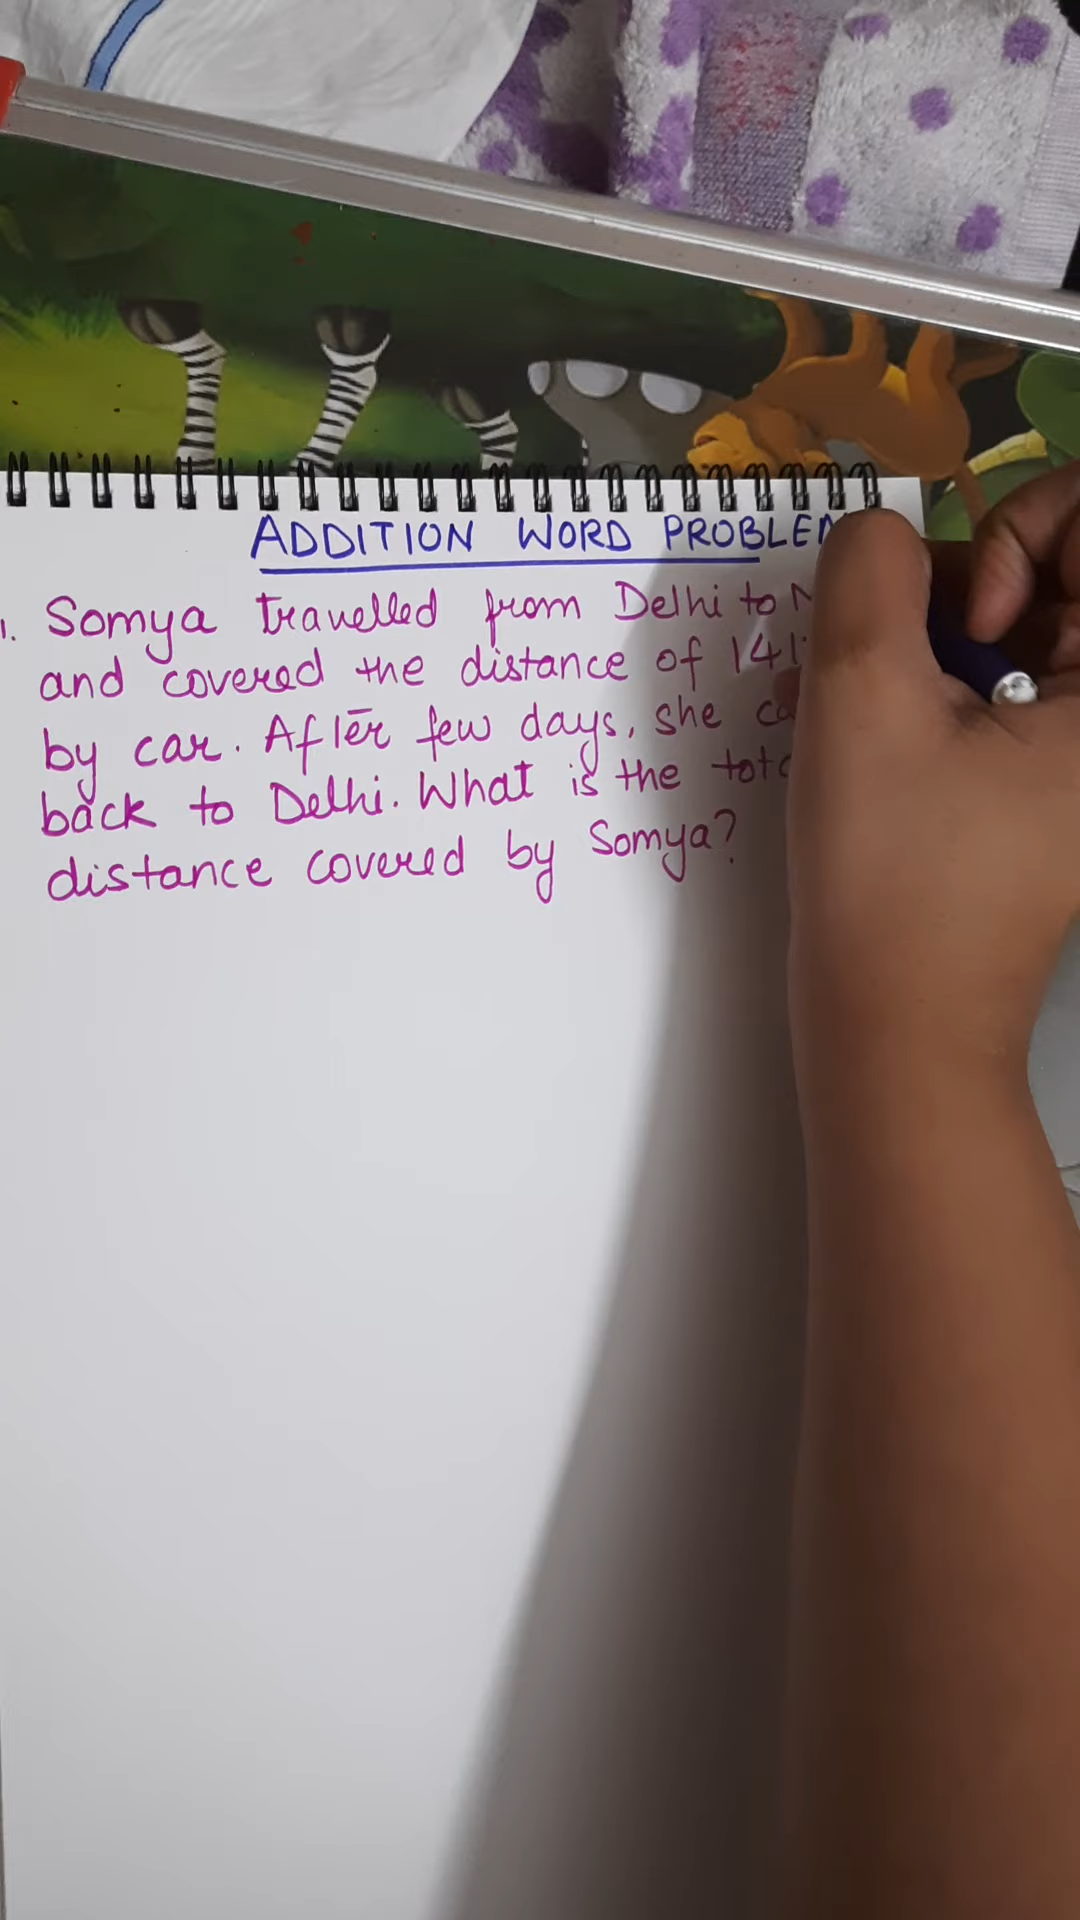 ADDITION WORD PROBLEM
1. Somya travelled from Delhi to
and covered the distance of
by car. After few days, she
back to Delhi. What is the
distance covered by Somya?